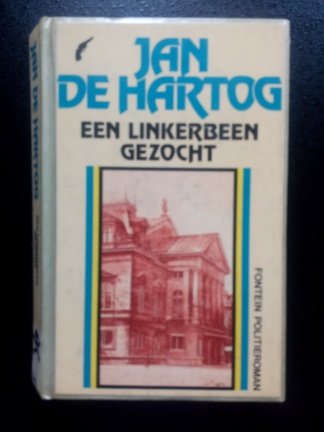 JAN
DE HARTOG
EEN LINKERBEEN
GEZOCHT
FONTEIN POLITIEROMAN
JAN DE HARTOG